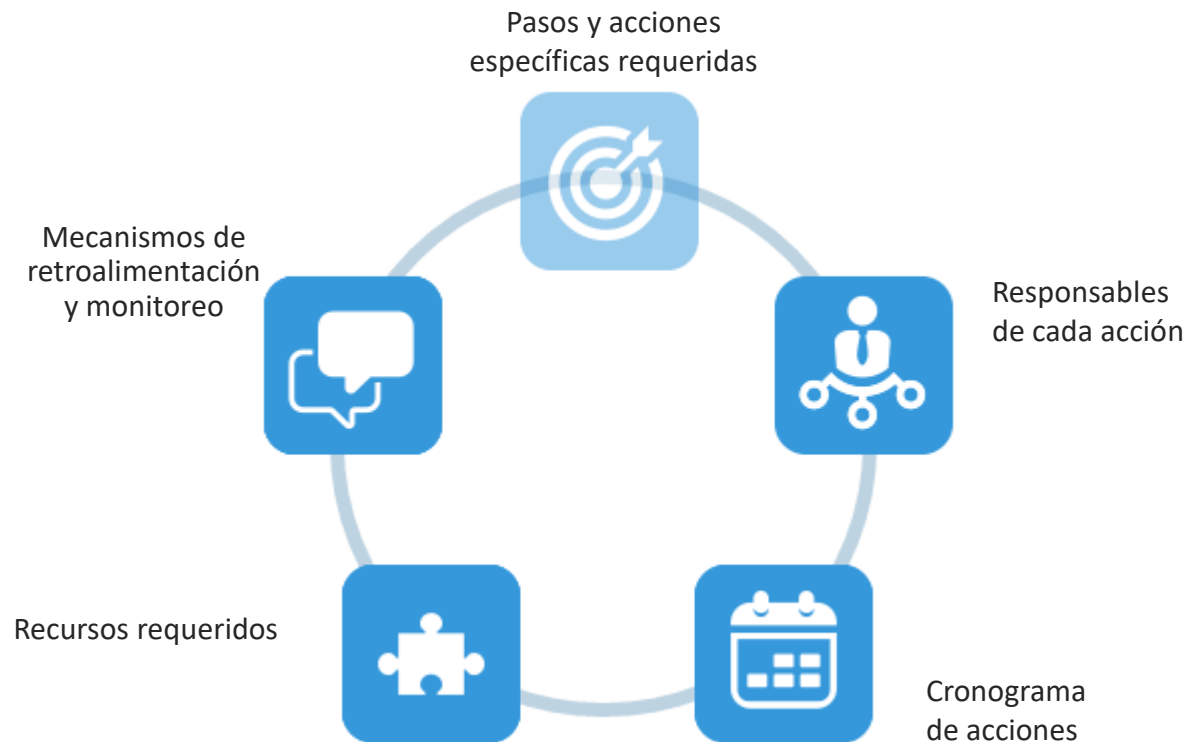 Pasos y acciones
específicas requeridas
Mecanismos de
retroalimentación
y monitoreo
Responsables
de cada acción
Recursos requeridos
Cronograma
de acciones